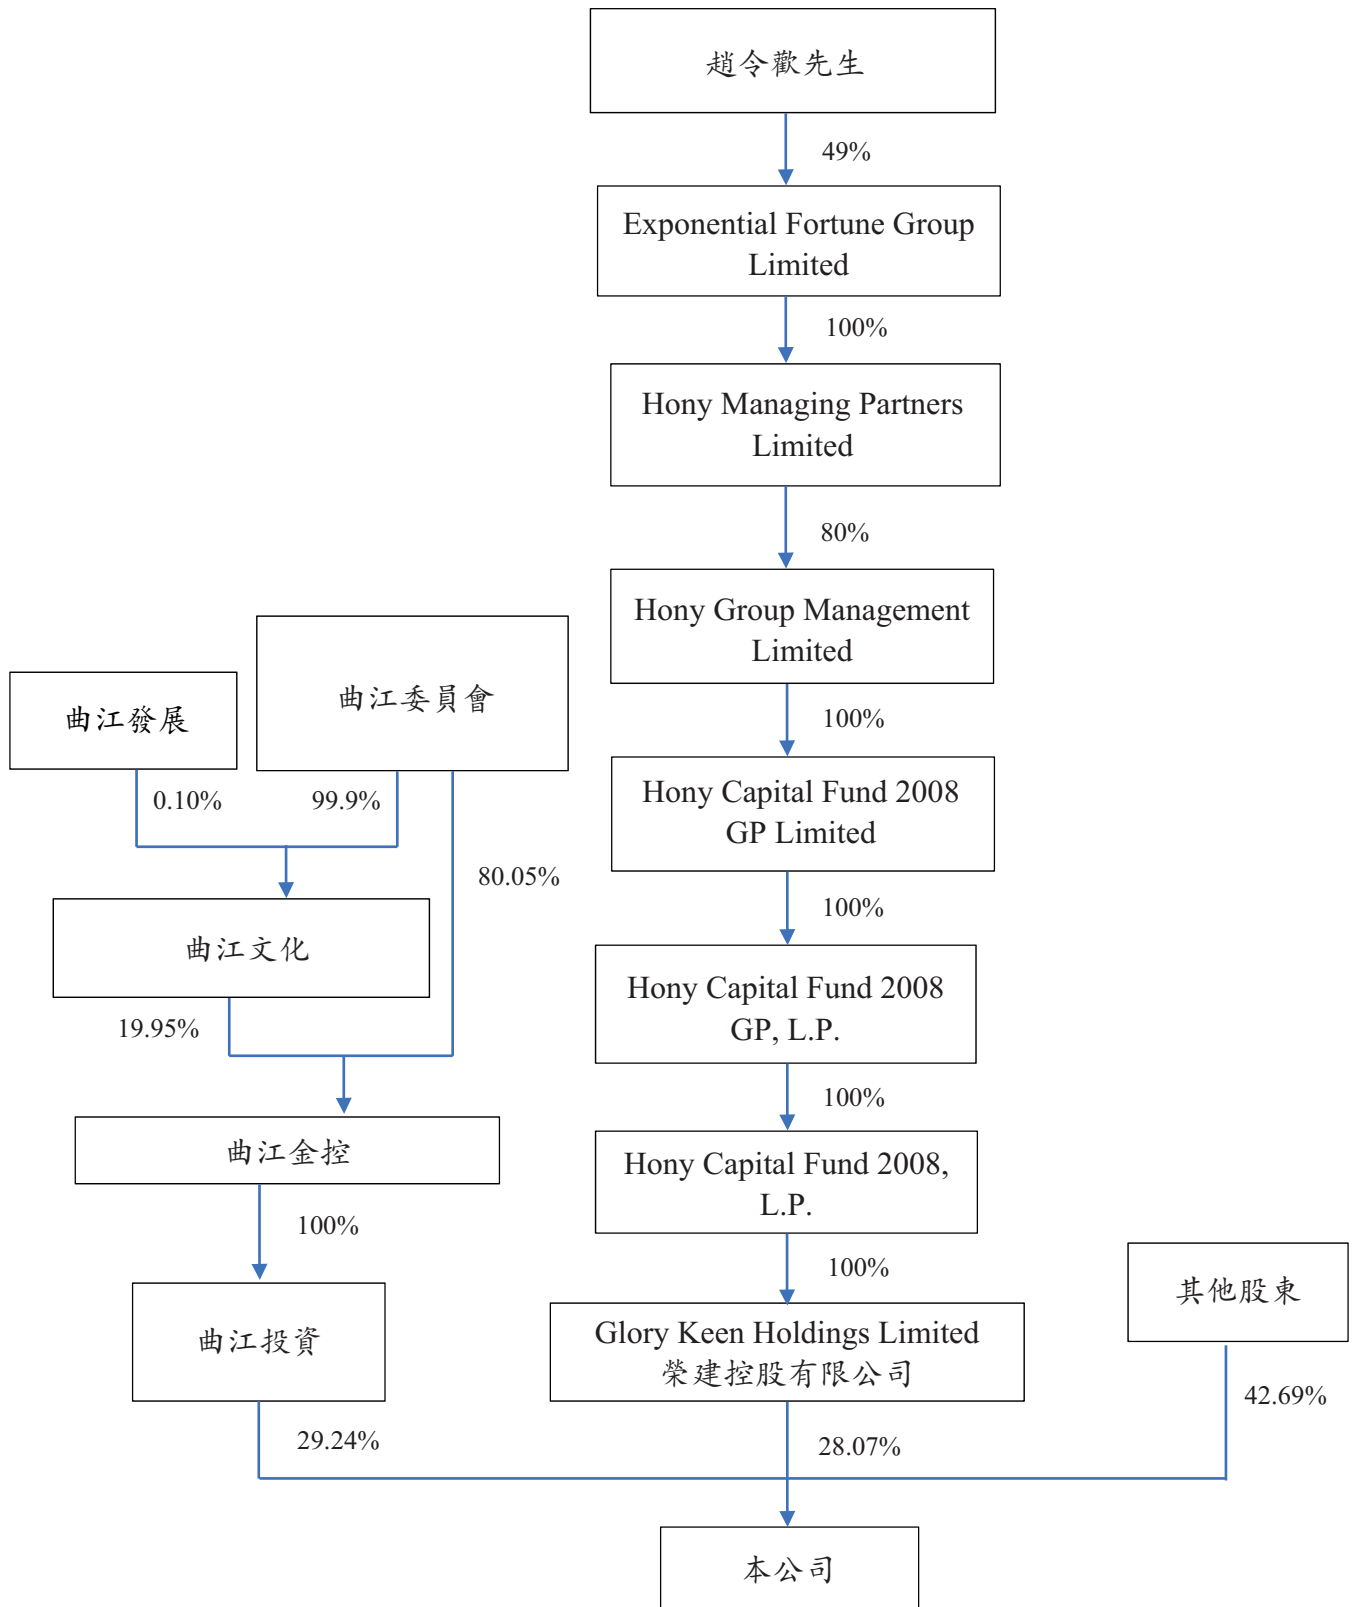 趙令歡先生
49%
Exponential Fortune Group
Limited
100%
Hony Managing Partners
Limited
80%
Hony Group Management
Limited
曲江發展
曲江委員會
100%
0.10%
99.9%
Hony Capital Fund 2008
GP Limited
80.05%
100%
曲江文化
Hony Capital Fund 2008
GP, L.P.
19.95%
100%
曲江金控
Hony Capital Fund 2008,
L.P.
100%
100%
其他股東
曲江投資
Glory Keen Holdings Limited
榮建控股有限公司
29.24%
28.07%
42.69%
本公司